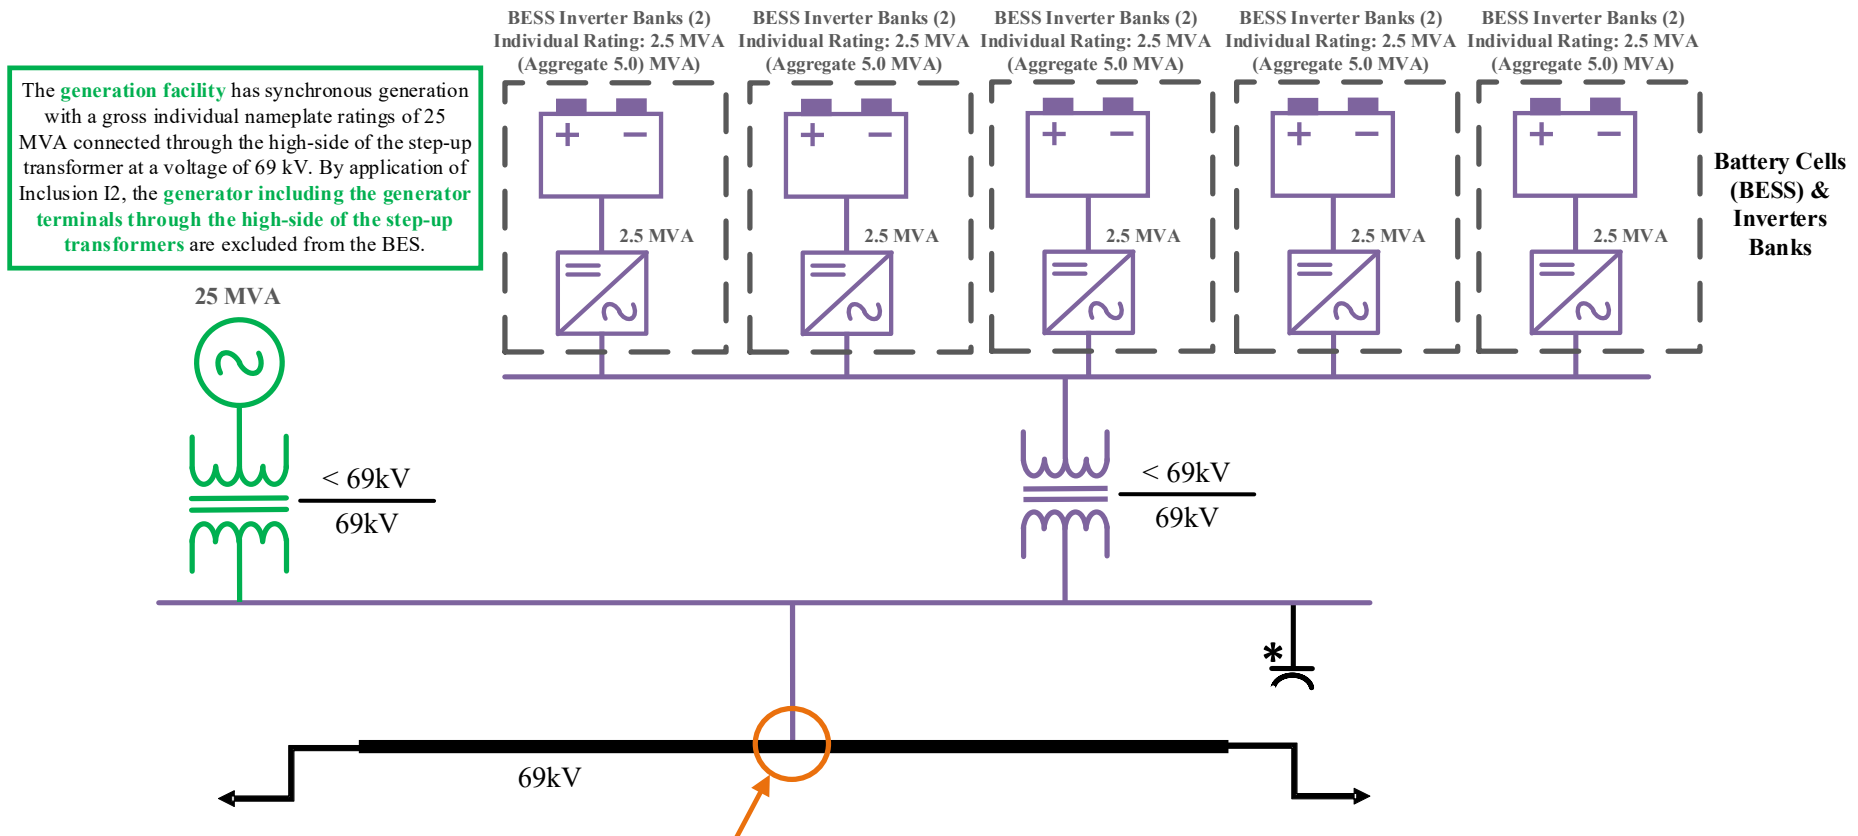 BESS Inverter Banks (2)
Individual Rating: 2.5 MVA
(Aggregate 5.0) MVA)
BESS Inverter Banks (2)
Individual Rating: 2.5 MVA
(Aggregate 5.0 MVA)
BESS Inverter Banks (2)
Individual Rating: 2.5 MVA
(Aggregate 5.0 MVA)
BESS Inverter Banks (2)
Individual Rating: 2.5 MVA
(Aggregate 5.0 MVA)
BESS Inverter Banks (2)
Individual Rating: 2.5 MVA
(Aggregate 5.0) MVA)
The generation facility has synchronous generation
with a gross individual nameplate ratings of 25
MVA connected through the high-side of the step-up
transformer at a voltage of 69 kV. By application of
Inclusion I2, the generator including the generator
terminals through the high-side of the step-up
transformers are excluded from the BES.
+ −
+ −
+ −
+ −
+ −
Battery Cells
(BESS) &
Inverters
Banks
2.5 MVA
2.5 MVA
2.5 MVA
2.5 MVA
2.5 MVA
25 MVA
< 69kV
69kV
< 69kV
69kV
*
69kV